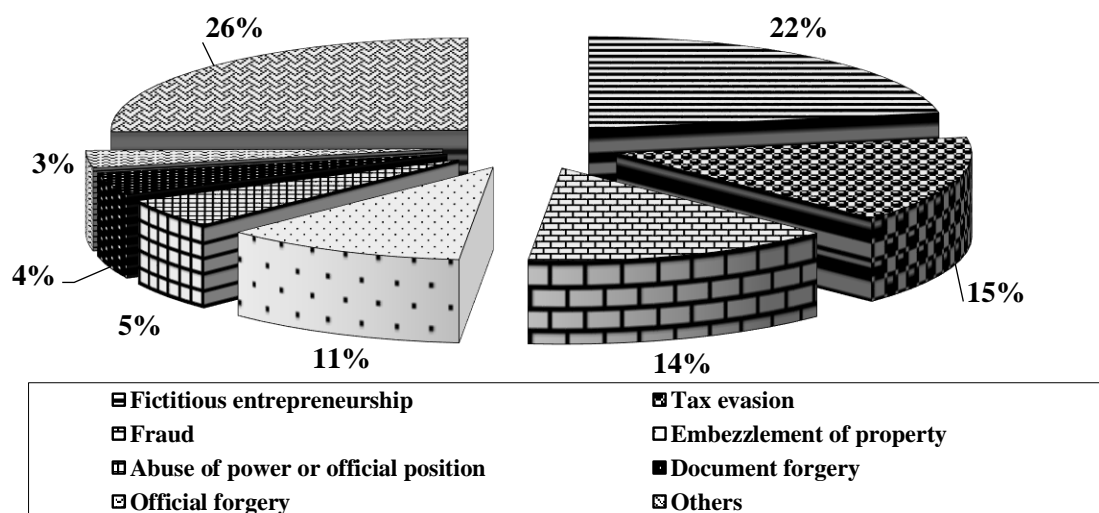 26%
22%
3%
4%
15%
5%
11%
14%
Fictitious entrepreneurship
Tax evasion
Fraud
Embezzlement of property
Abuse of power or official position
Document forgery
Official forgery
Others